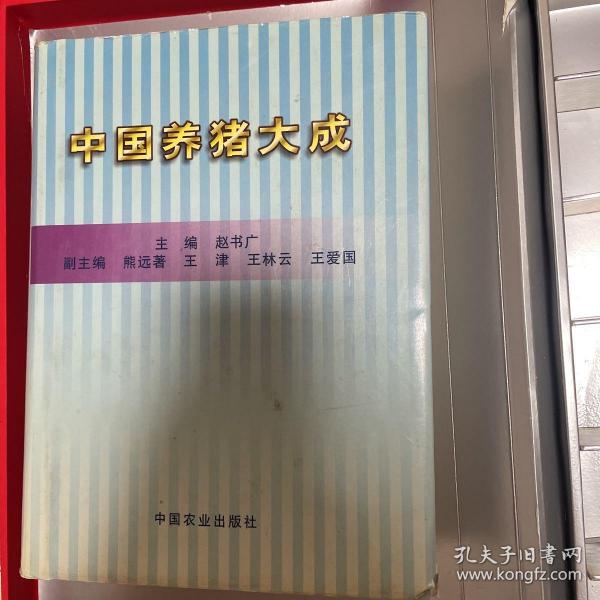 中国养猪大成
主 编 赵书广
副主编 熊远著 王 津 王林云 王爱国
中国农业出版社
孔夫子旧書网
www.kongfz.com